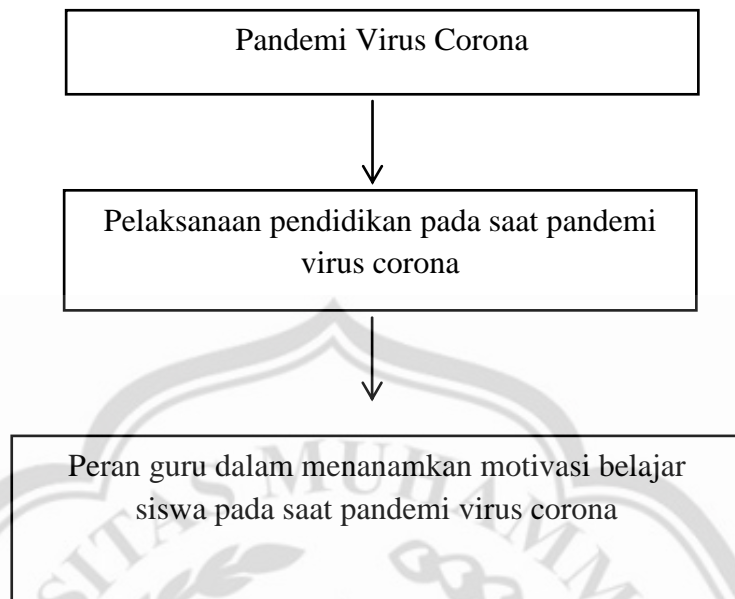 Pandemi Virus Corona
Pelaksanaan pendidikan pada saat pandemi
virus corona
Peran guru dalam menanamkan motivasi belajar
siswa pada saat pandemi virus corona